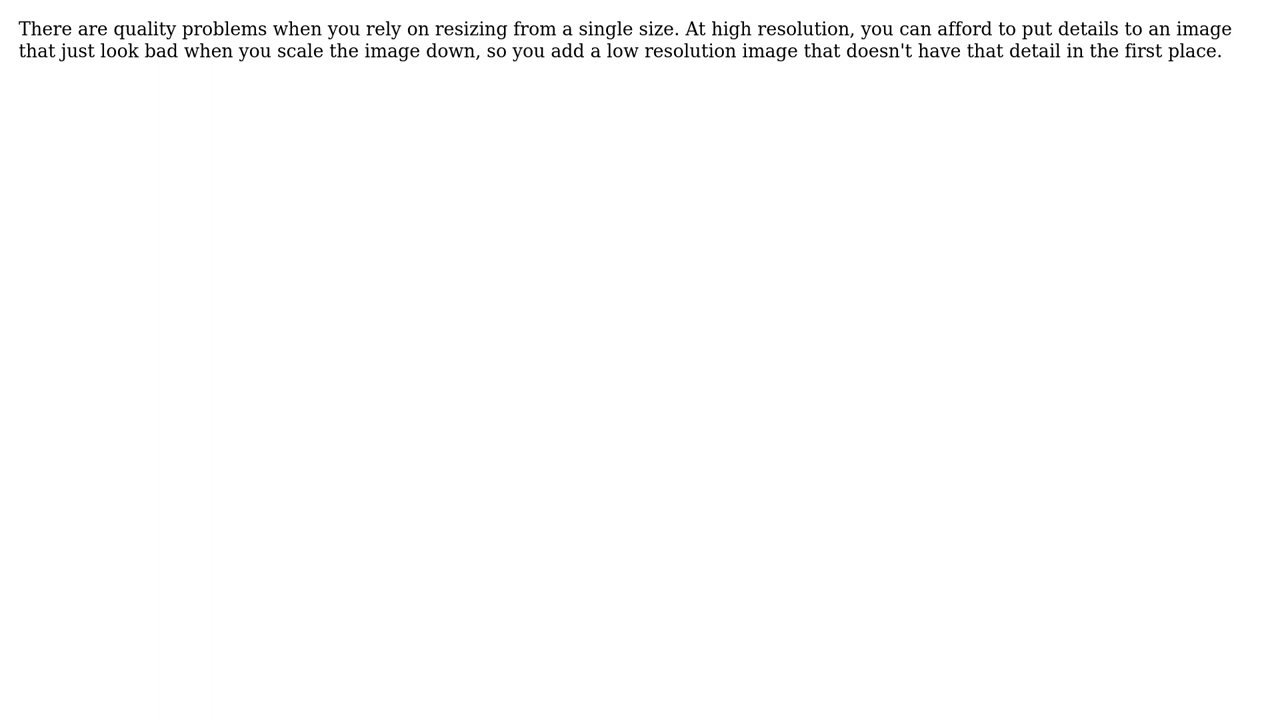 There are quality problems when you rely on resizing from a single size. At high resolution, you can afford to put details to an image
that just look bad when you scale the image down, so you add a low resolution image that doesn't have that detail in the first place.